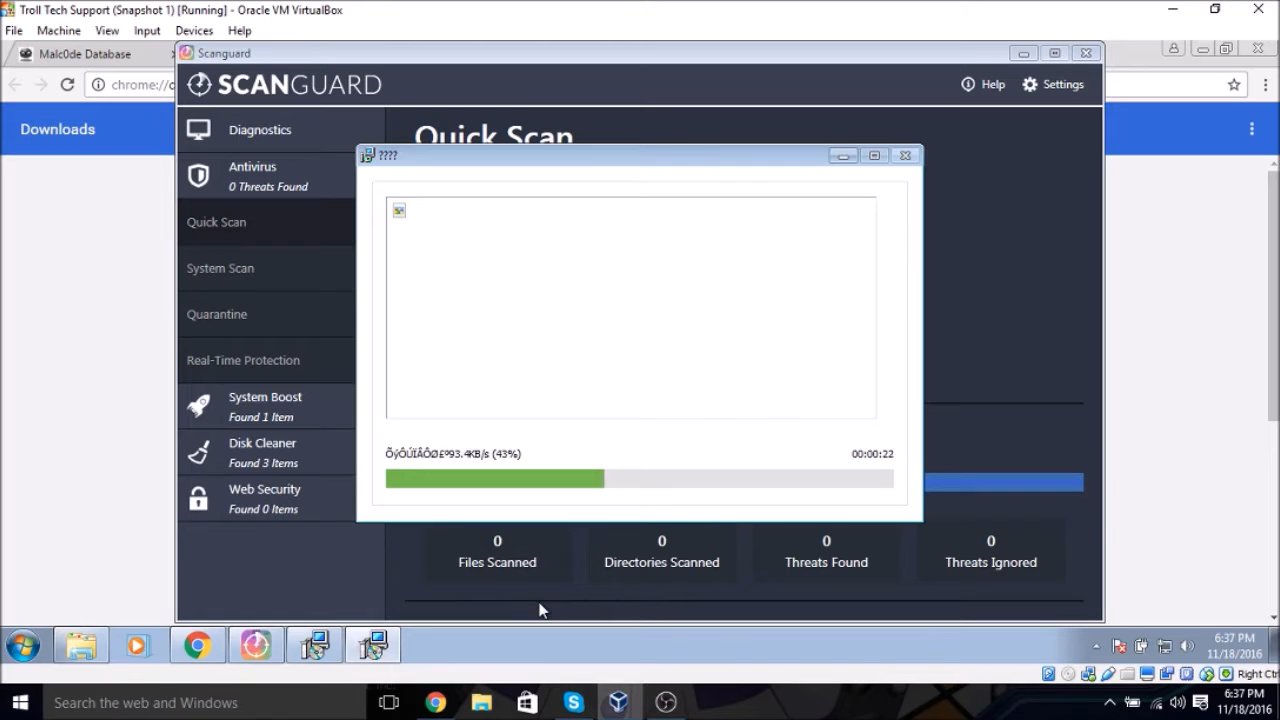 Troll Tech Support (Snapshot 1) [Running] - Oracle VM VirtualBox
File Machine View Input Devices Help
Malc0de Database
Scanguard
chrome://d
SCANGUARD
Help
Settings
Downloads
Diagnostics
Quick Scan
Antivirus
0 Threats Found
????
Quick Scan
System Scan
Quarantine
Real-Time Protection
System Boost
Found 1 Item
Disk Cleaner
Found 3 Items
Web Security
Found 0 Items
ÕýÔÚÏÂÔØ£º93.4KB/s (43%)
00:00:22
0
Files Scanned
0
Directories Scanned
0
Threats Found
0
Threats Ignored
6:37 PM
11/18/2016
Right Ctr
Search the web and Windows
6:37 PM
11/18/2016